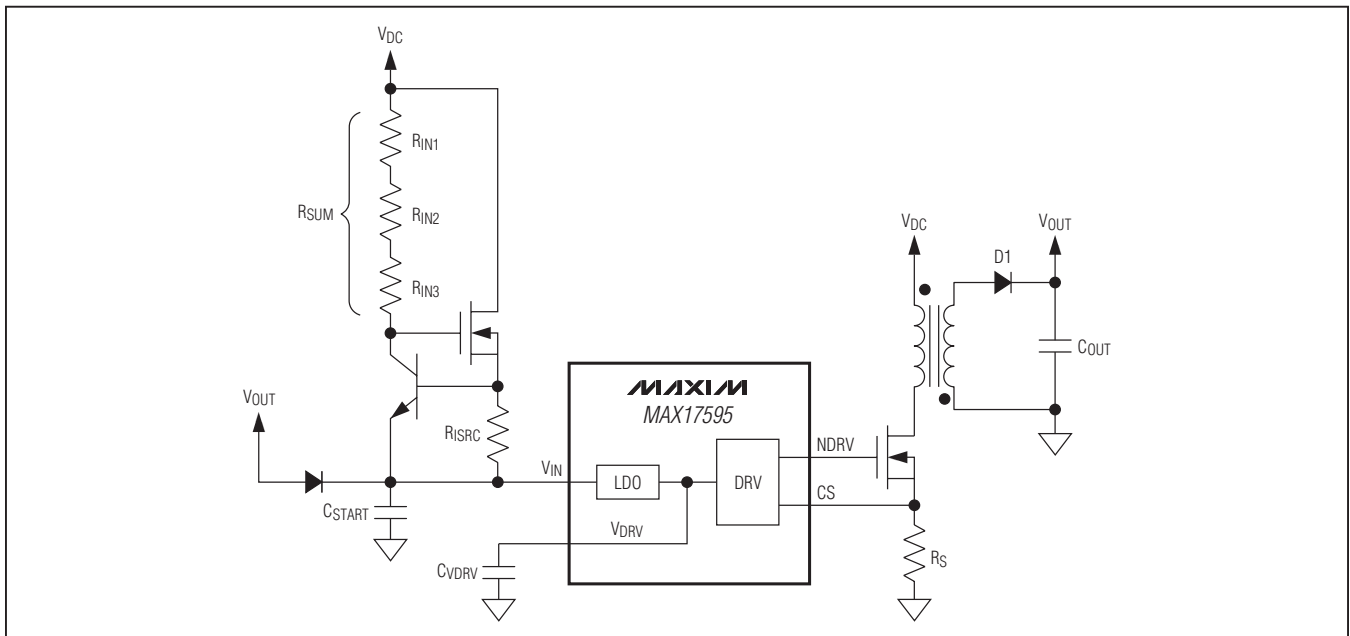 VDC
RIN1
RSUM
RIN2
RIN3
VOUT
RISRC
CSTART
VIN
MAXIM
MAX17595
LDO
DRV
NDRV
CS
VDRV
CVDRV
VDC
D1
VOUT
COUT
RS